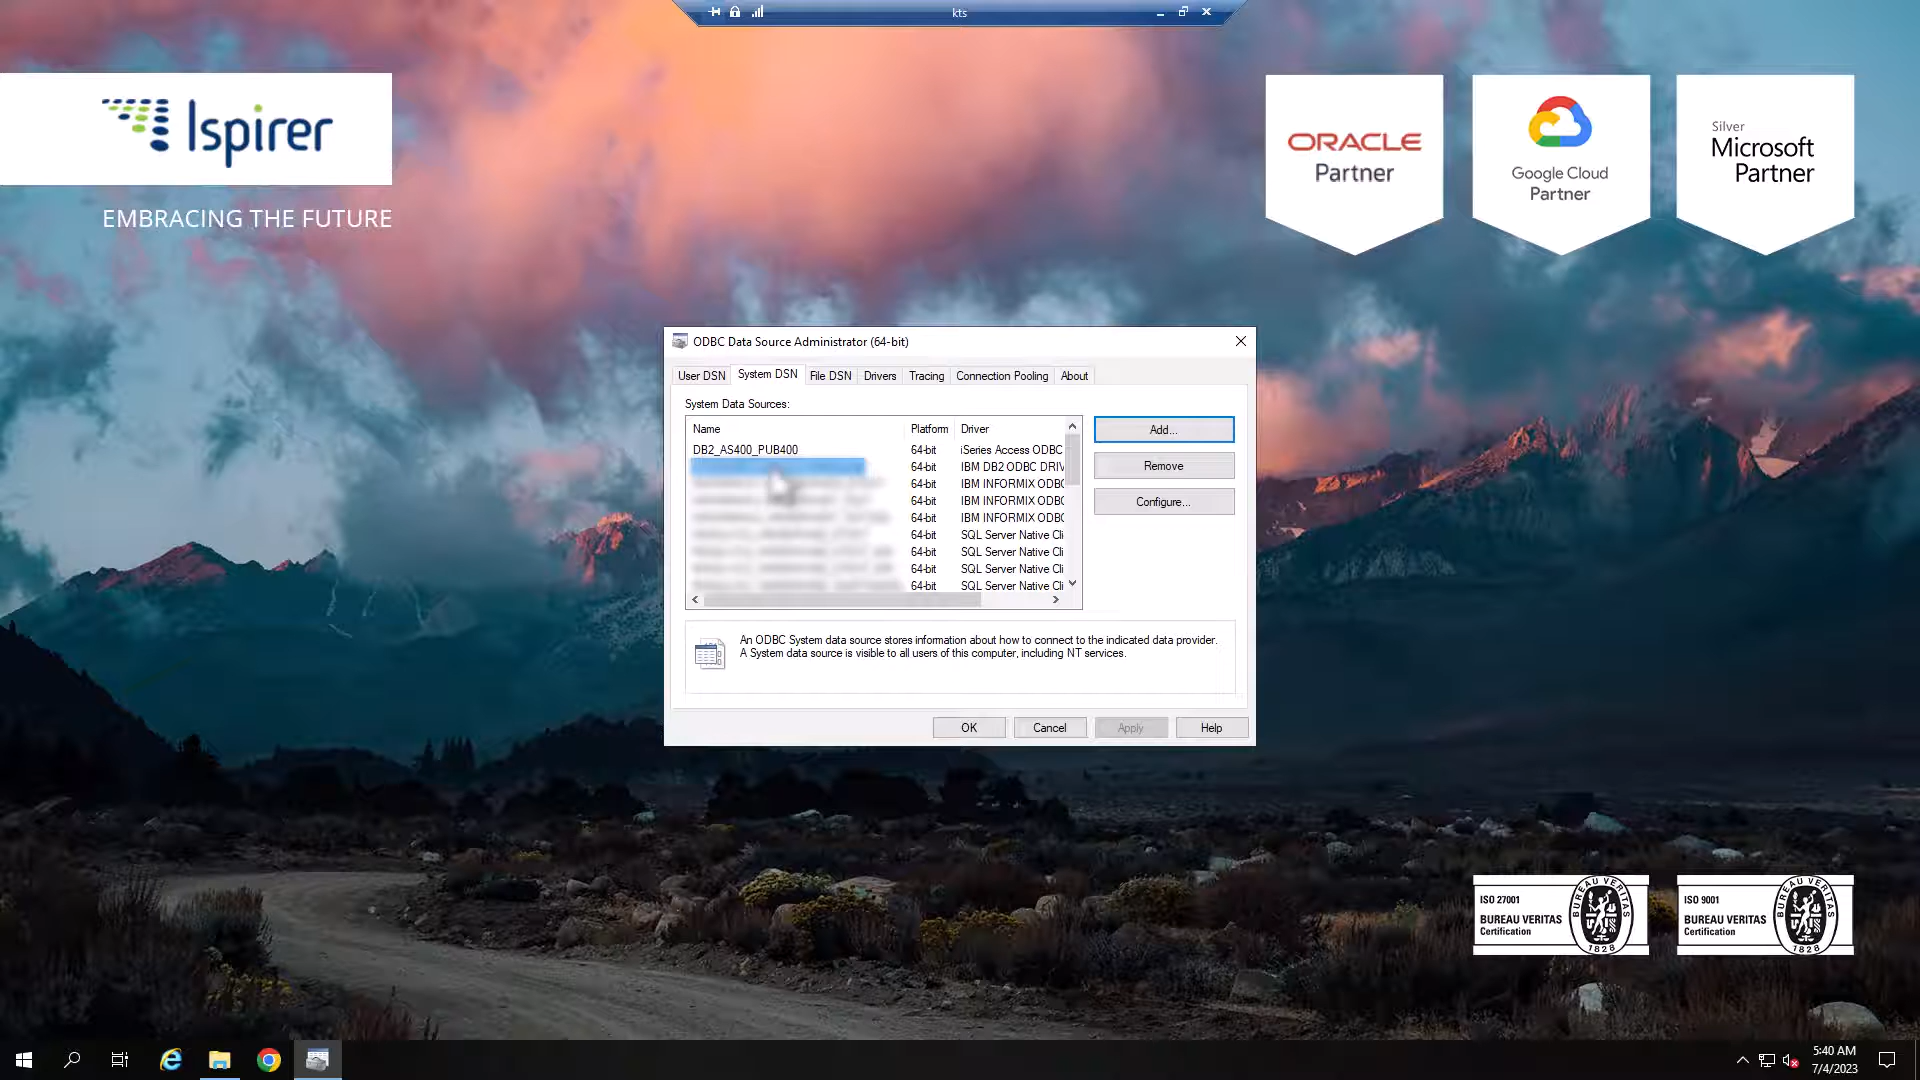 kts
Ispirer
EMBRACING THE FUTURE
ORACLE
Partner
Google Cloud
Partner
Silver
Microsoft
Partner
ODBC Data Source Administrator (64-bit)
User DSN System DSN File DSN Drivers Tracing Connection Pooling About
System Data Sources:
Name Platform Driver
DB2_AS400_PUB400 64-bit iSeries Access ODBC
64-bit IBM DB2 ODBC DRIV
64-bit IBM INFORMIX ODBC
64-bit IBM INFORMIX ODBC
64-bit IBM INFORMIX ODBC
64-bit SQL Server Native Cli
64-bit SQL Server Native Cli
64-bit SQL Server Native Cli
64-bit SQL Server Native Cli
Add...
Remove
Configure...
An ODBC System data source stores information about how to connect to the indicated data provider.
A System data source is visible to all users of this computer, including NT services.
OK Cancel Apply Help
ISO 27001
BUREAU VERITAS
Certification
BUREAU VERITAS
1828
ISO 9001
BUREAU VERITAS
Certification
BUREAU VERITAS
1828
5:40 AM
7/4/2023